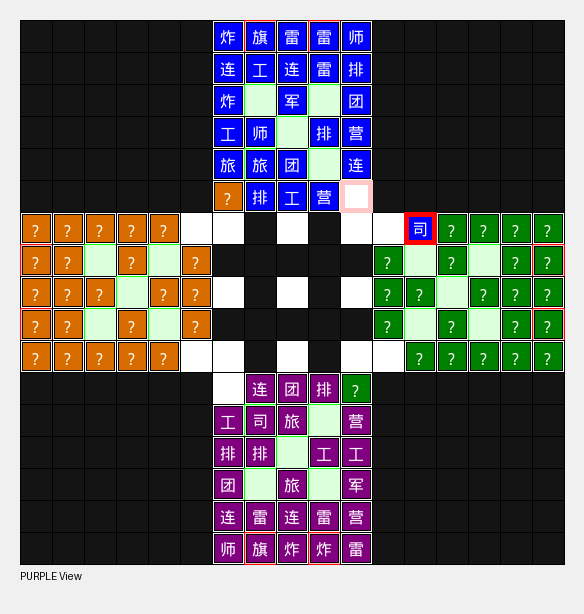 炸 旗 雷 雷 师
连 工 连 雷 排
炸 军 团
工 师 排 营
旅 旅 团 连
? 排 工 营
? ? ? ? ? 司 ? ? ? ?
? ? ? ? ? ? ? ?
? ? ? ? ? ? ? ? ? ?
? ? ? ? ? ? ? ?
? ? ? ? ? ? ? ? ? ?
连 团 排 ?
工 司 旅 营
排 排 工 工
团 旅 军
连 雷 连 雷 营
师 旗 炸 炸 雷
PURPLE View